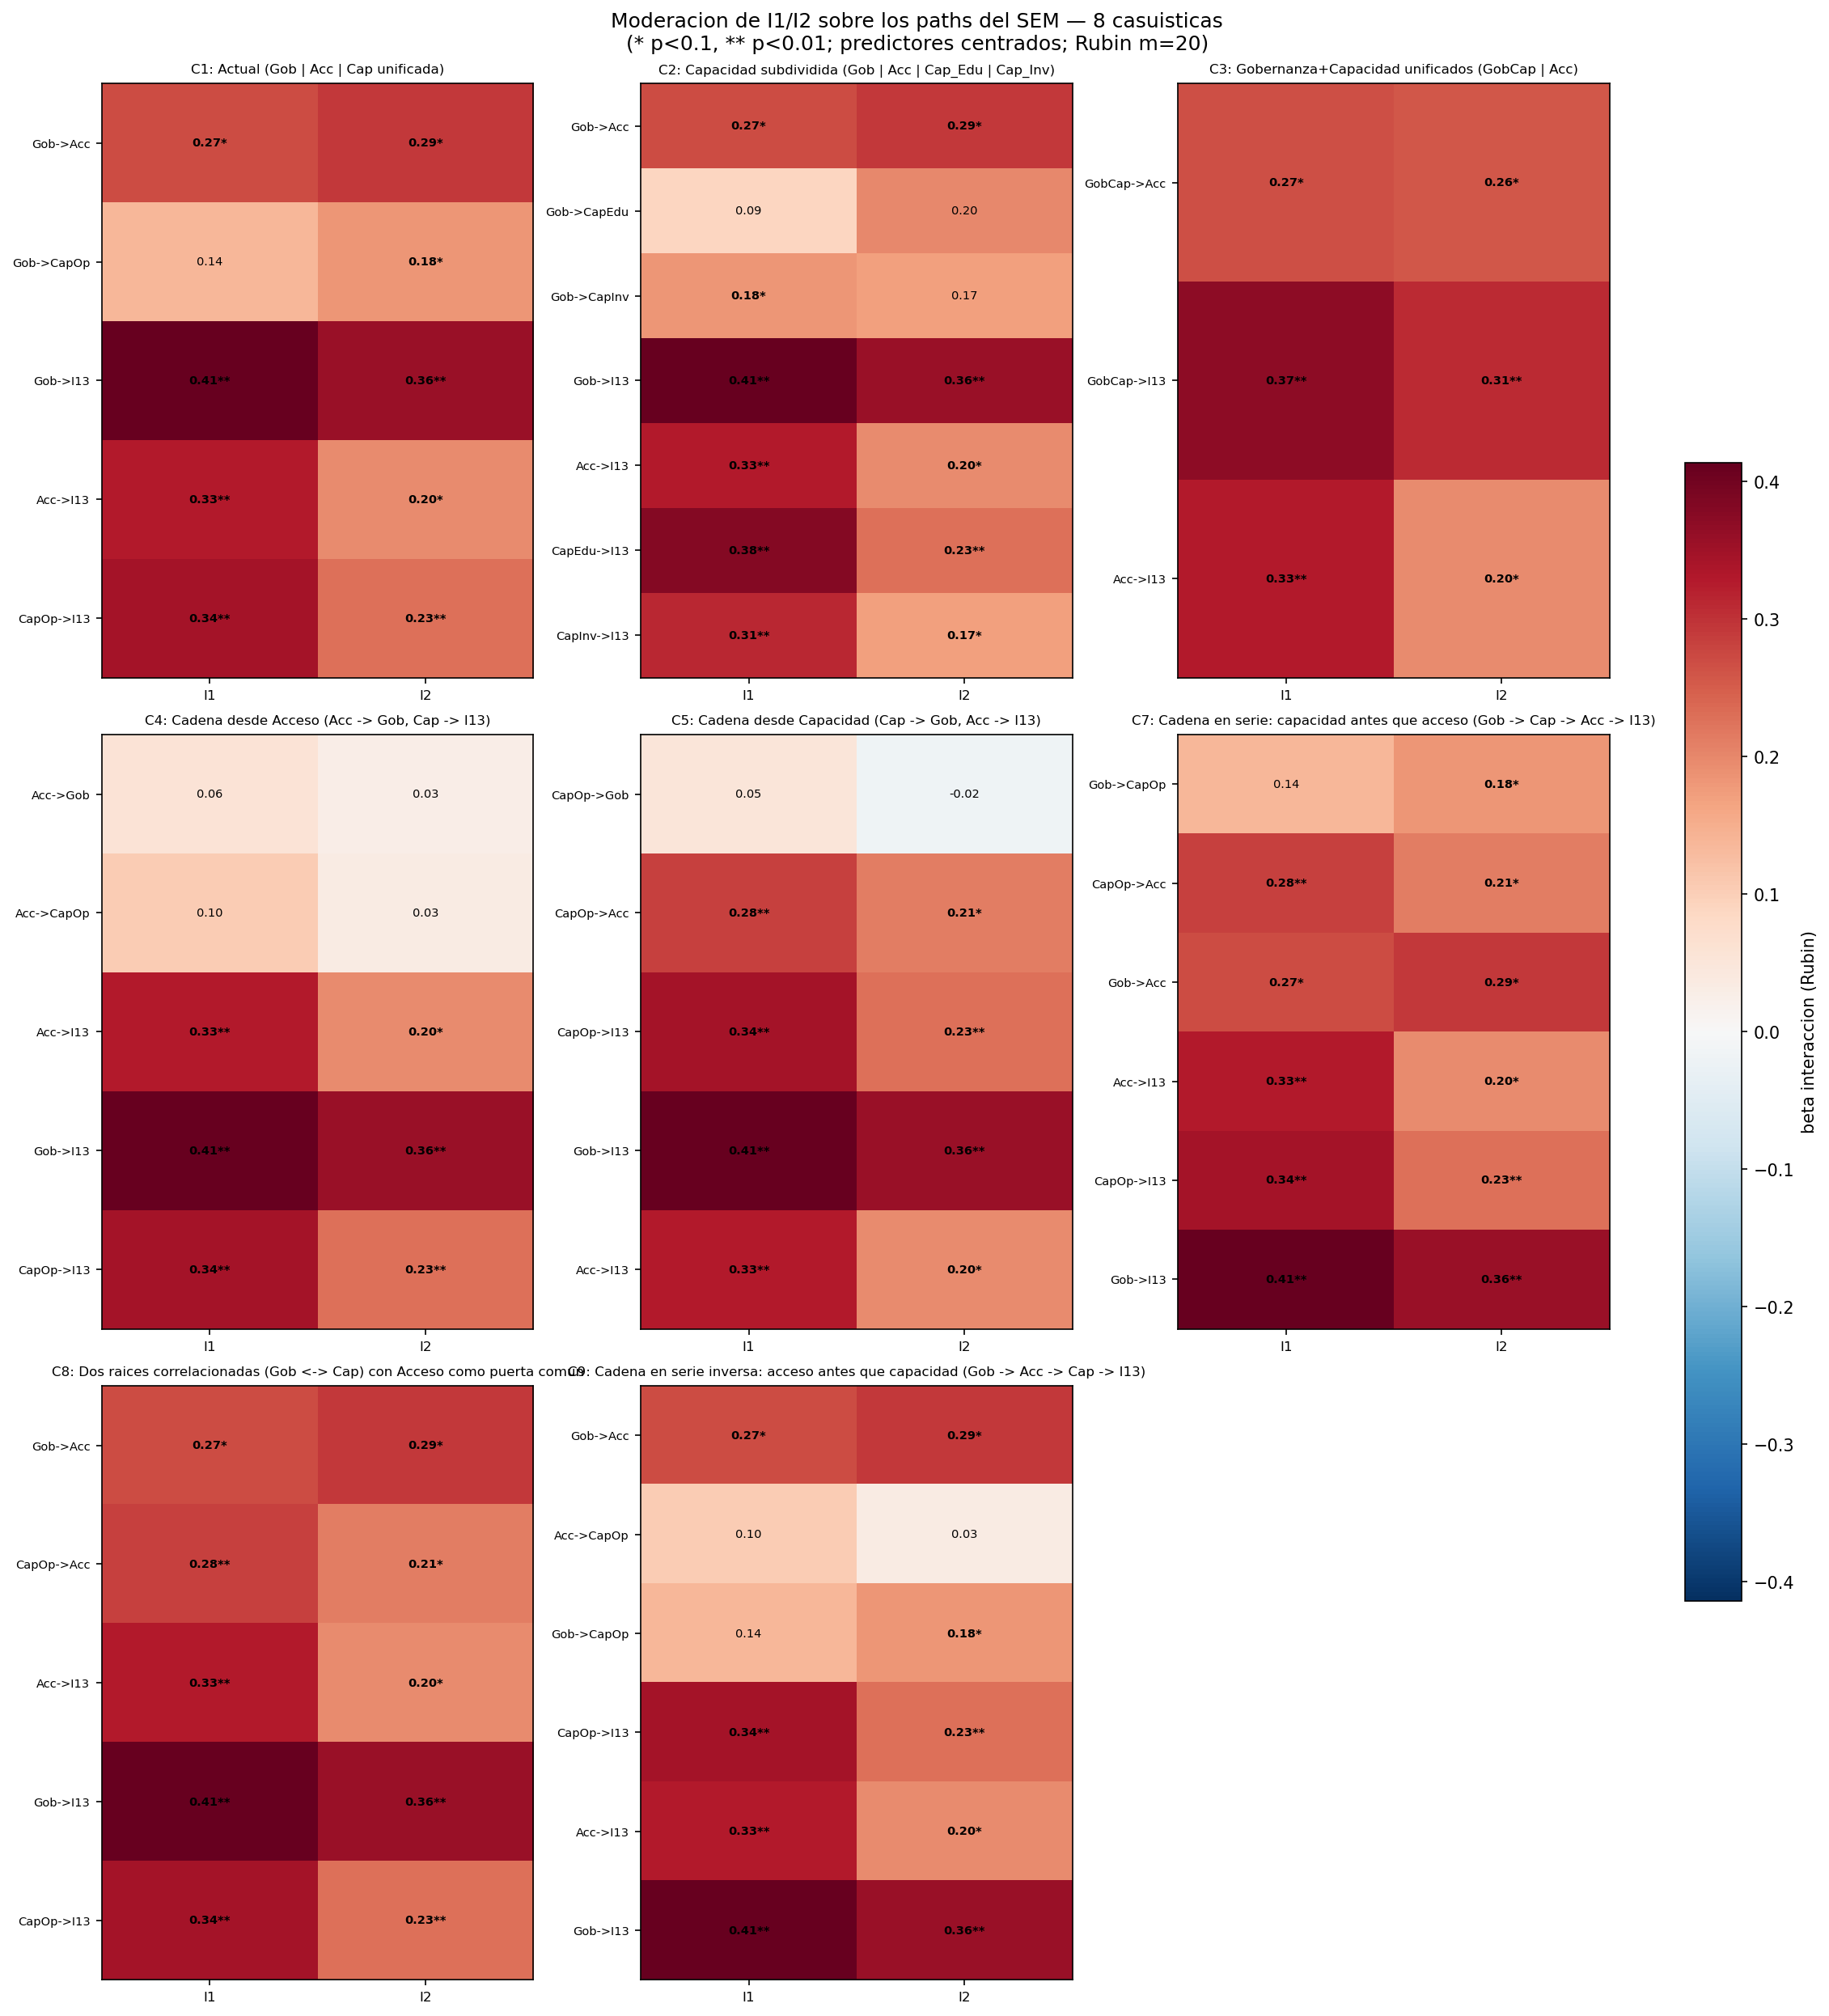 Moderacion de I1/I2 sobre los paths del SEM — 8 casuisticas
(* p<0.1, ** p<0.01; predictores centrados; Rubin m=20)
C1: Actual (Gob | Acc | Cap unificada)
Gob->Acc 0.27* 0.29*
Gob->CapOp 0.14 0.18*
Gob->I13 0.41** 0.36**
Acc->I13 0.33** 0.20*
CapOp->I13 0.34** 0.23**
I1 I2
C2: Capacidad subdividida (Gob | Acc | Cap_Edu | Cap_Inv)
Gob->Acc 0.27* 0.29*
Gob->CapEdu 0.09 0.20
Gob->CapInv 0.18* 0.17
Gob->I13 0.41** 0.36**
Acc->I13 0.33** 0.20*
CapEdu->I13 0.38** 0.23**
CapInv->I13 0.31** 0.17*
I1 I2
C3: Gobernanza+Capacidad unificados (GobCap | Acc)
GobCap->Acc 0.27* 0.26*
GobCap->I13 0.37** 0.31**
Acc->I13 0.33** 0.20*
I1 I2
C4: Cadena desde Acceso (Acc -> Gob, Cap -> I13)
Acc->Gob 0.06 0.03
Acc->CapOp 0.10 0.03
Acc->I13 0.33** 0.20*
Gob->I13 0.41** 0.36**
CapOp->I13 0.34** 0.23**
I1 I2
C5: Cadena desde Capacidad (Cap -> Gob, Acc -> I13)
CapOp->Gob 0.05 -0.02
CapOp->Acc 0.28** 0.21*
CapOp->I13 0.34** 0.23**
Gob->I13 0.41** 0.36**
Acc->I13 0.33** 0.20*
I1 I2
C7: Cadena en serie: capacidad antes que acceso (Gob -> Cap -> Acc -> I13)
Gob->CapOp 0.14 0.18*
CapOp->Acc 0.28** 0.21*
Gob->Acc 0.27* 0.29*
Acc->I13 0.33** 0.20*
CapOp->I13 0.34** 0.23**
Gob->I13 0.41** 0.36**
I1 I2
C8: Dos raices correlacionadas (Gob <-> Cap) con Acceso como puerta comun
Gob->Acc 0.27* 0.29*
CapOp->Acc 0.28** 0.21*
Acc->I13 0.33** 0.20*
Gob->I13 0.41** 0.36**
CapOp->I13 0.34** 0.23**
I1 I2
C9: Cadena en serie inversa: acceso antes que capacidad (Gob -> Acc -> Cap -> I13)
Gob->Acc 0.27* 0.29*
Acc->CapOp 0.10 0.03
Gob->CapOp 0.14 0.18*
CapOp->I13 0.34** 0.23**
Acc->I13 0.33** 0.20*
Gob->I13 0.41** 0.36**
I1 I2
0.4
0.3
0.2
0.1
0.0
−0.1
−0.2
−0.3
−0.4
beta interaccion (Rubin)